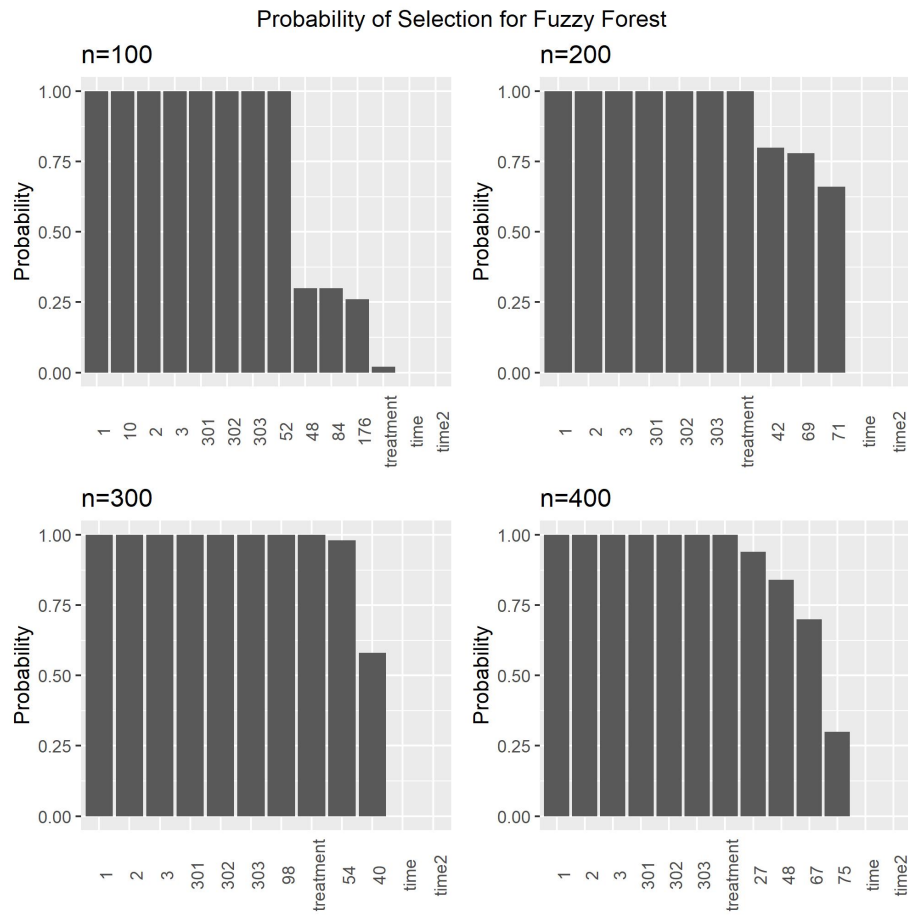 Probability of Selection for Fuzzy Forest
n=100
Probability
1.00
0.75
0.50
0.25
0.00
1 10 2 3 301 302 303 52 48 84 176 treatment time time2
n=200
Probability
1.00
0.75
0.50
0.25
0.00
1 2 3 301 302 303 treatment 42 69 71 time time2
n=300
Probability
1.00
0.75
0.50
0.25
0.00
1 2 3 301 302 303 98 treatment 54 40 time time2
n=400
Probability
1.00
0.75
0.50
0.25
0.00
1 2 3 301 302 303 treatment 27 48 67 75 time time2